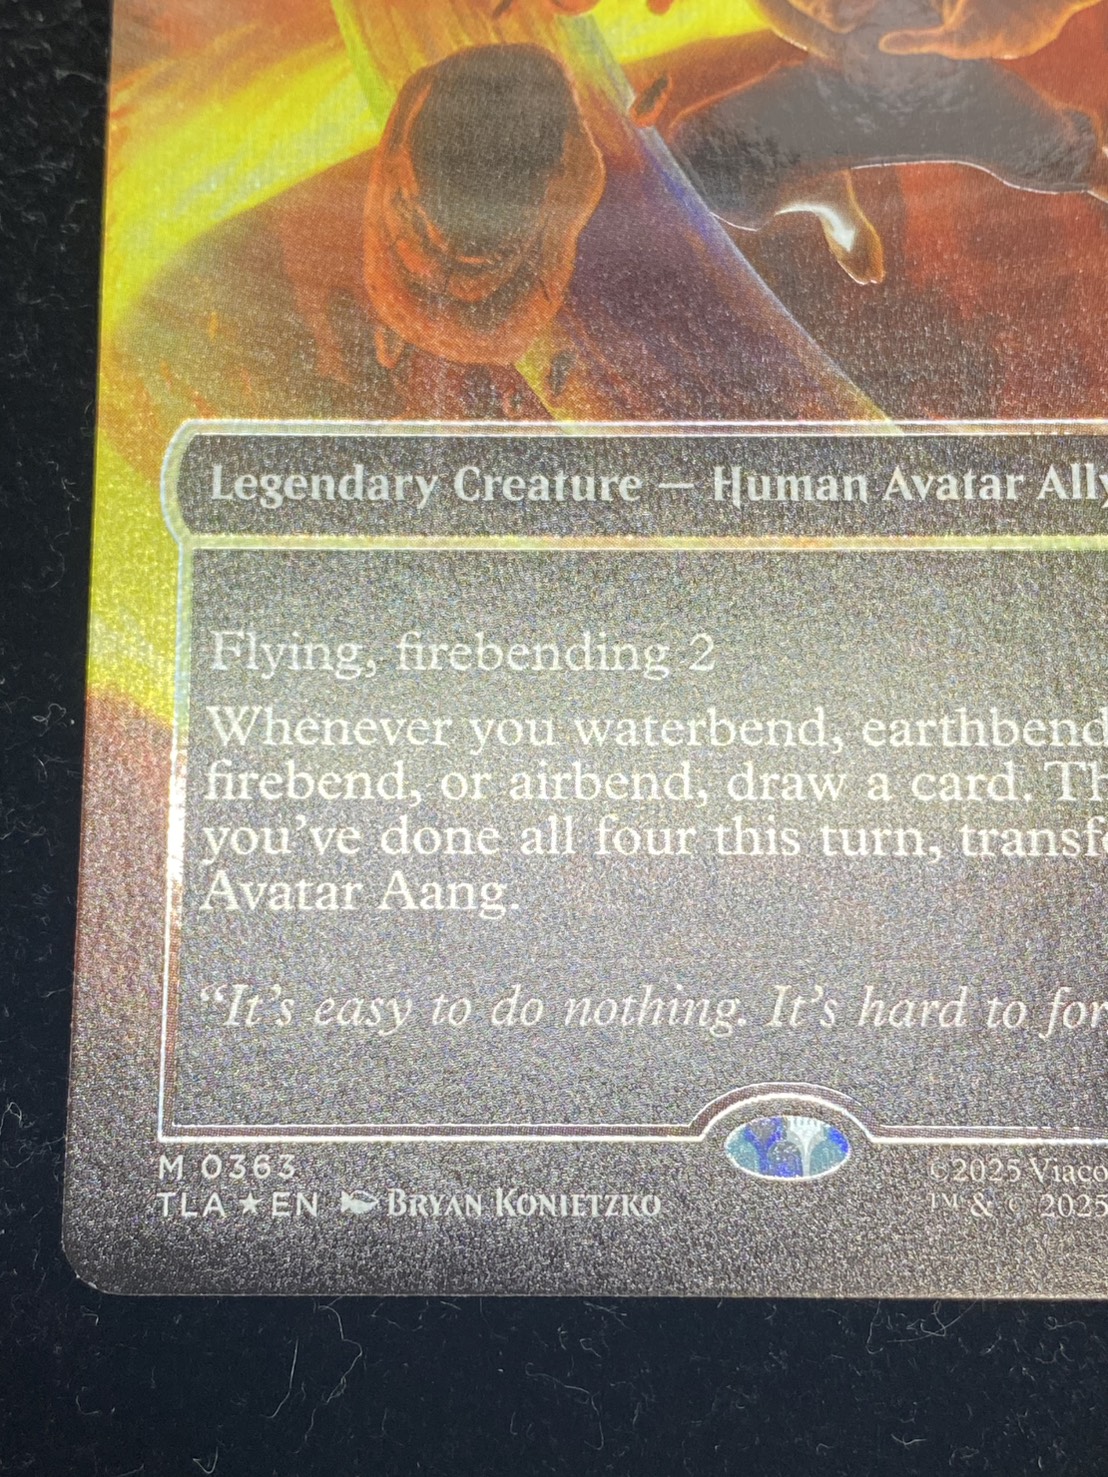 Legendary Creature — Human Avatar Ally
Flying, firebending 2
Whenever you waterbend, earthbend,
firebend, or airbend, draw a card. Th
you've done all four this turn, transfo
Avatar Aang.
“It's easy to do nothing. It's hard to for
M 0363
TLA ★ EN Bryan Konietzko
©2025 Viaco
™ & © 2025